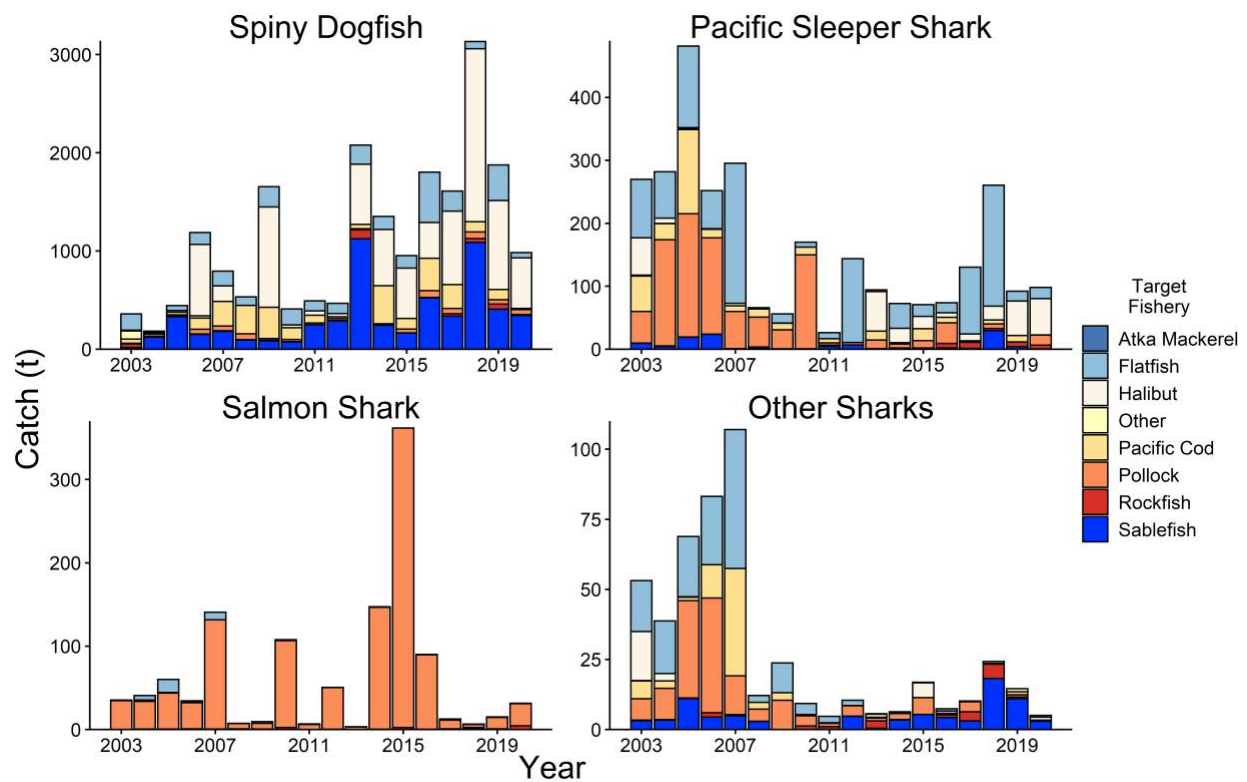 Spiny Dogfish
Pacific Sleeper Shark
3000
2000
1000
0
2003 2007 2011 2015 2019
400
300
200
100
0
2003 2007 2011 2015 2019
Salmon Shark
Other Sharks
300
200
100
0
2003 2007 2011 2015 2019
100
75
50
25
0
2003 2007 2011 2015 2019
Catch (t)
Year
Target
Fishery
Atka Mackerel
Flatfish
Halibut
Other
Pacific Cod
Pollock
Rockfish
Sablefish